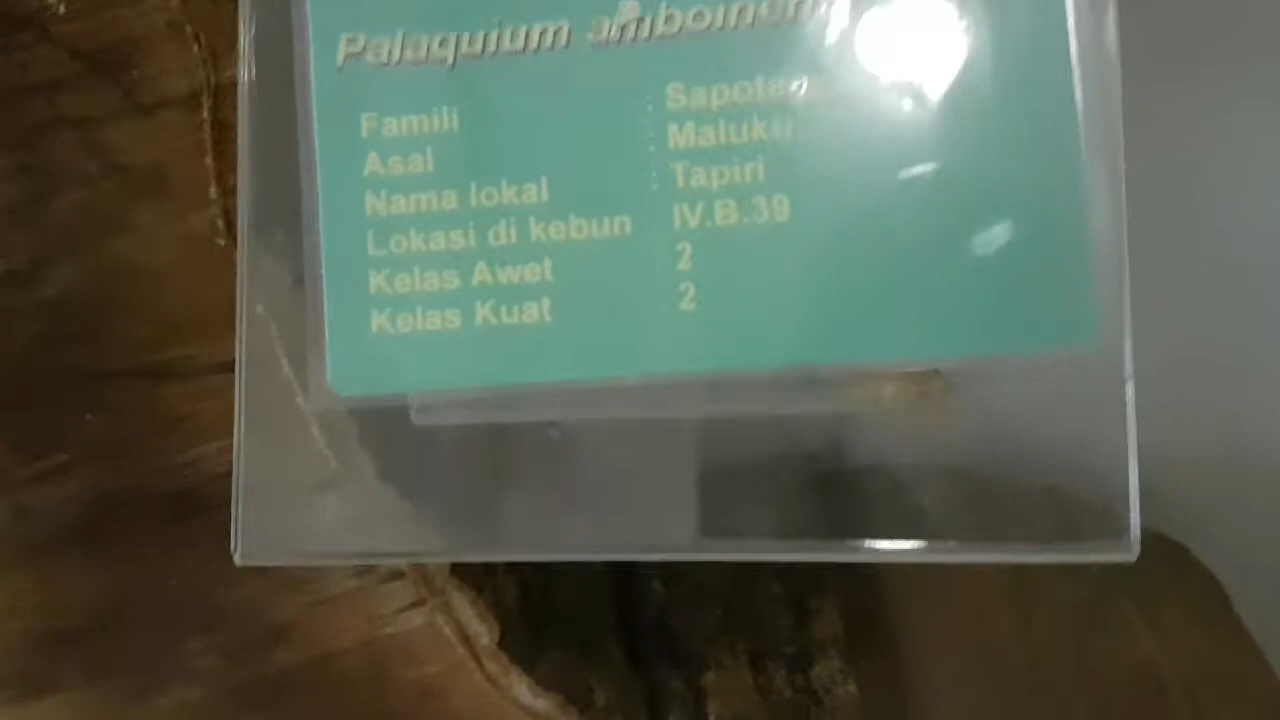 Palaquium
Famili : 
Asal : Maluku
Nama lokal : Tapiri
Lokasi di kebun IV.B.39
Kelas Awet 2
Kelas Kuat 2